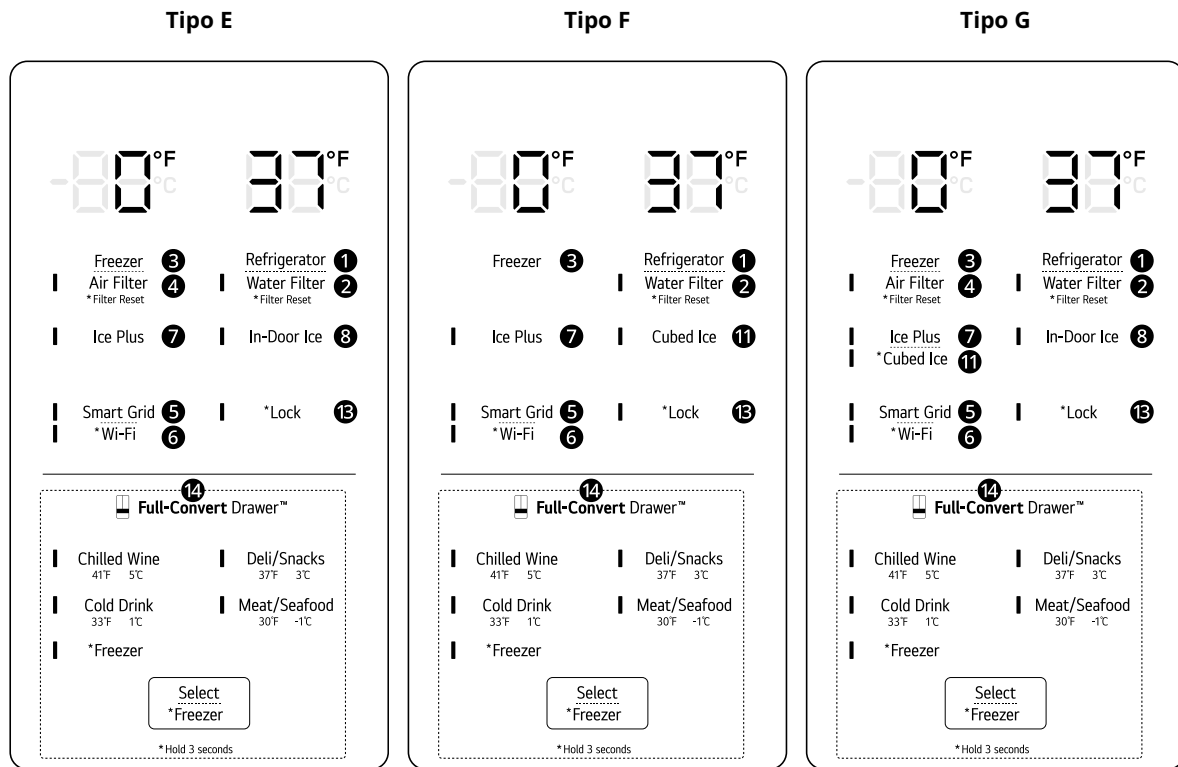 Tipo E
0°F 37°F
°C °C
Freezer 3 Refrigerator 1
Air Filter 4 Water Filter 2
*Filter Reset *Filter Reset
Ice Plus 7 In-Door Ice 8
Smart Grid 5 *Lock 13
*Wi-Fi 6
14
Full-Convert Drawer™
Chilled Wine Deli/Snacks
41°F 5°C 37°F 3°C
Cold Drink Meat/Seafood
33°F 1°C 30°F -1°C
*Freezer
Select
*Freezer
*Hold 3 seconds
Tipo F
0°F 37°F
°C °C
Freezer 3 Refrigerator 1
Water Filter 2
*Filter Reset
Ice Plus 7 Cubed Ice 11
Smart Grid 5 *Lock 13
*Wi-Fi 6
14
Full-Convert Drawer™
Chilled Wine Deli/Snacks
41°F 5°C 37°F 3°C
Cold Drink Meat/Seafood
33°F 1°C 30°F -1°C
*Freezer
Select
*Freezer
*Hold 3 seconds
Tipo G
0°F 37°F
°C °C
Freezer 3 Refrigerator 1
Air Filter 4 Water Filter 2
*Filter Reset *Filter Reset
Ice Plus 7 In-Door Ice 8
*Cubed Ice 11
Smart Grid 5 *Lock 13
*Wi-Fi 6
14
Full-Convert Drawer™
Chilled Wine Deli/Snacks
41°F 5°C 37°F 3°C
Cold Drink Meat/Seafood
33°F 1°C 30°F -1°C
*Freezer
Select
*Freezer
*Hold 3 seconds